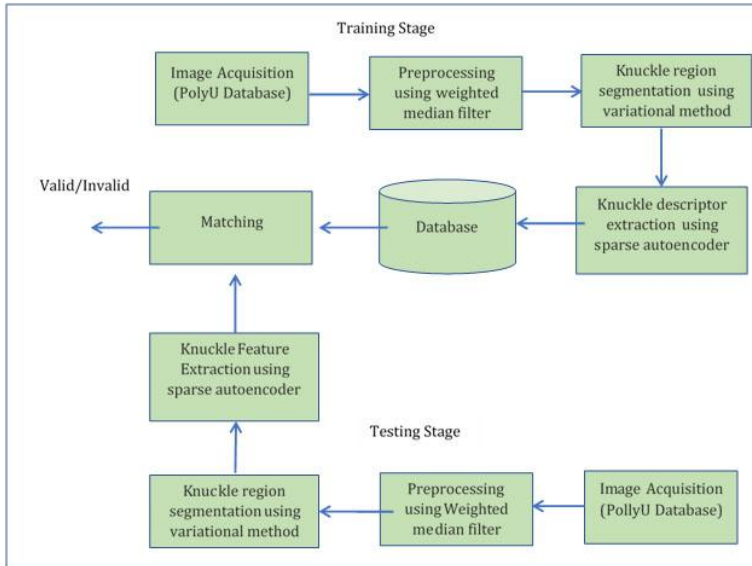 Training Stage
Image Acquisition
(PolyU Database)
Preprocessing
using weighted
median filter
Knuckle region
segmentation using
variational method
Valid/Invalid
Matching
Database
Knuckle descriptor
extraction using
sparse autoencoder
Knuckle Feature
Extraction using
sparse autoencoder
Testing Stage
Knuckle region
segmentation using
variational method
Preprocessing
using Weighted
median filter
Image Acquisition
(PollyU Database)